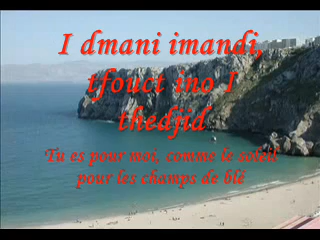 I dmani imandi,
tfouct ino I
thedjid
Tu es pour moi, comme le soleil
pour les champs de blé